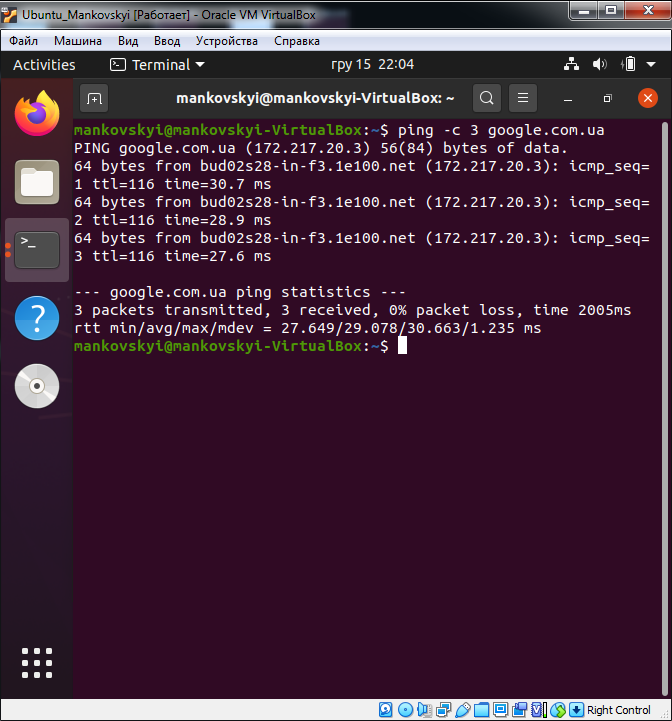 Ubuntu_Mankovskyi [Работает] - Oracle VM VirtualBox
Файл Машина Вид Ввод Устройства Справка
Activities Terminal гру 15 22:04
mankovskyi@mankovskyi-VirtualBox: ~
mankovskyi@mankovskyi-VirtualBox:~$ ping -c 3 google.com.ua
PING google.com.ua (172.217.20.3) 56(84) bytes of data.
64 bytes from bud02s28-in-f3.1e100.net (172.217.20.3): icmp_seq=
1 ttl=116 time=30.7 ms
64 bytes from bud02s28-in-f3.1e100.net (172.217.20.3): icmp_seq=
2 ttl=116 time=28.9 ms
64 bytes from bud02s28-in-f3.1e100.net (172.217.20.3): icmp_seq=
3 ttl=116 time=27.6 ms
--- google.com.ua ping statistics ---
3 packets transmitted, 3 received, 0% packet loss, time 2005ms
rtt min/avg/max/mdev = 27.649/29.078/30.663/1.235 ms
mankovskyi@mankovskyi-VirtualBox:~$
Right Control